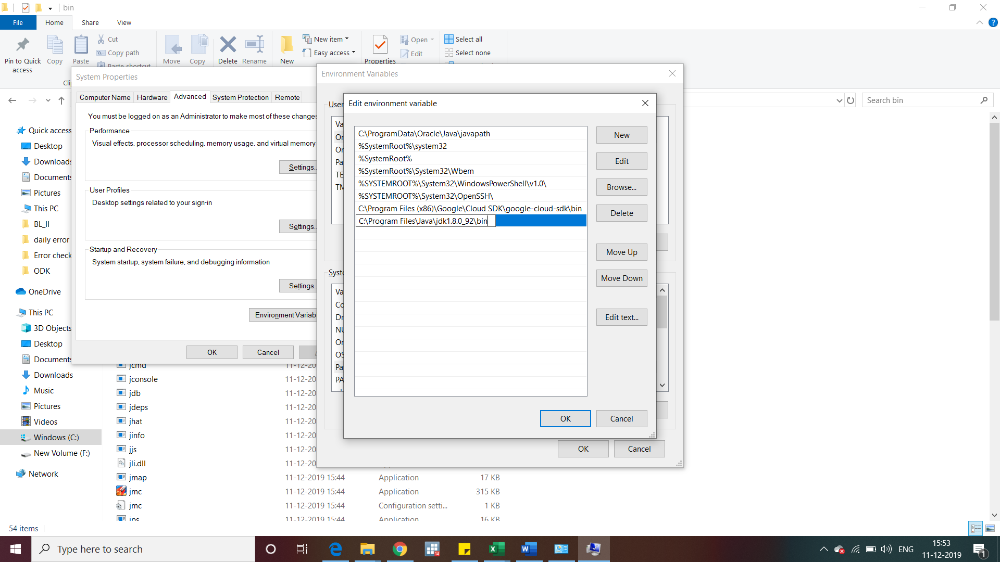 bin
File Home Share View
Pin to Quick access
Copy
Paste
Cut
Copy path
Paste shortcut
Move
Copy
Delete
Rename
New
New item
Easy access
Properties
Open
Edit
Select all
Select none
Search bin
Quick access
Desktop
Downloads
Documents
Pictures
This PC
BL_II
daily error
Error check
ODK
OneDrive
This PC
3D Objects
Desktop
Documents
Downloads
Music
Pictures
Videos
Windows (C:)
New Volume (F:)
Network
System Properties
Computer Name Hardware Advanced System Protection Remote
You must be logged on as an Administrator to make most of these changes
Performance
Visual effects, processor scheduling, memory usage, and virtual memory
Settings..
User Profiles
Desktop settings related to your sign-in
Settings..
Startup and Recovery
System startup, system failure, and debugging information
Settings..
Environment Variab
OK Cancel
Environment Variables
User
Va
On
On
Pa
TE
TM
Syste
Va
Co
Dr
NU
On
OS
Pa
PA
OK Cancel
Edit environment variable
C:\ProgramData\Oracle\Java\javapath
%SystemRoot%\system32
%SystemRoot%
%SystemRoot%\System32\Wbem
%SYSTEMROOT%\System32\WindowsPowerShell\v1.0\
%SYSTEMROOT%\System32\OpenSSH\
C:\Program Files (x86)\Google\Cloud SDK\google-cloud-sdk\bin
C:\Program Files\Java\jdk1.8.0_92\bin
New
Edit
Browse...
Delete
Move Up
Move Down
Edit text...
OK Cancel
jcmd 11-12-20
jconsole 11-12-20
jdb 11-12-20
jdeps 11-12-20
jhat 11-12-20
jinfo 11-12-20
jjs 11-12-20
jli.dll 11-12-20
jmap 11-12-2019 15:44 Application 17 KB
jmc 11-12-2019 15:44 Application 315 KB
jmc 11-12-2019 15:44 Configuration setti... 1 KB
jps 11-12-2019 15:44 Application 16 KB
54 items
Type here to search
14
ENG
15:53
11-12-2019
1